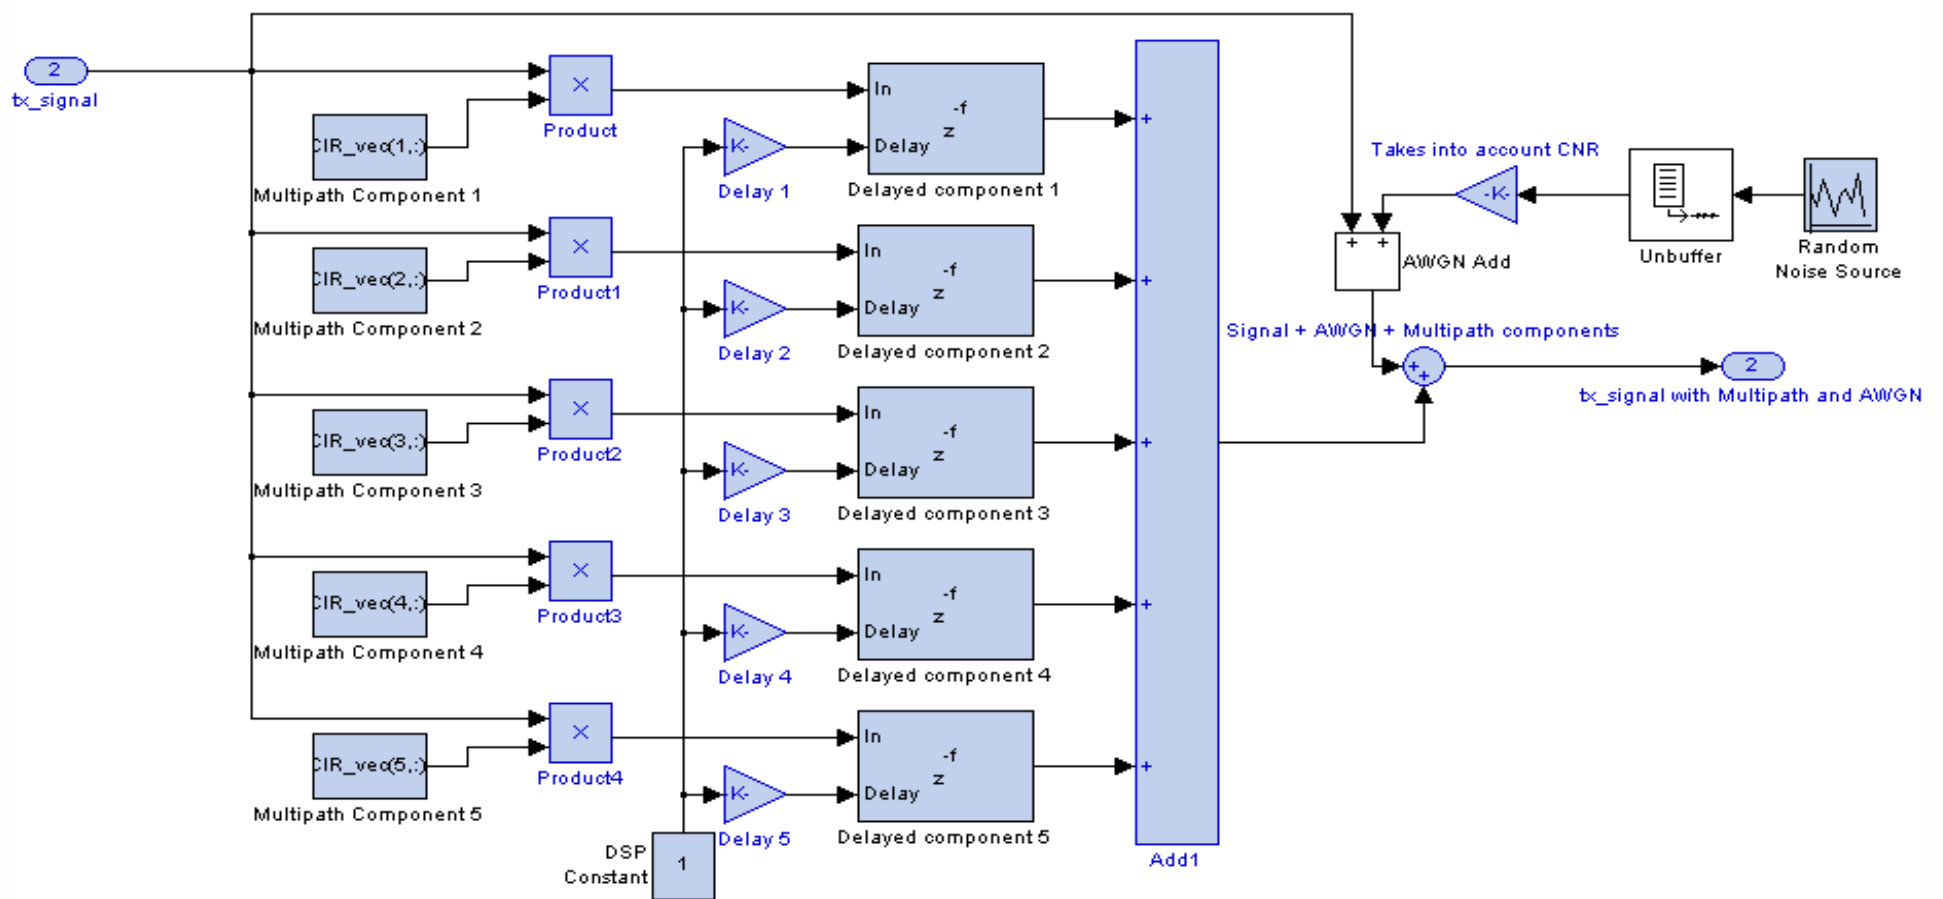 2
tx_signal
CIR_vec(1,:)
Multipath Component 1
×
Product
-K-
Delay 1
In
Delay
-f
z
Delayed component 1
+
CIR_vec(2,:)
Multipath Component 2
×
Product1
-K-
Delay 2
In
Delay
-f
z
Delayed component 2
+
CIR_vec(3,:)
Multipath Component 3
×
Product2
-K-
Delay 3
In
Delay
-f
z
Delayed component 3
+
CIR_vec(4,:)
Multipath Component 4
×
Product3
-K-
Delay 4
In
Delay
-f
z
Delayed component 4
+
CIR_vec(5,:)
Multipath Component 5
×
Product4
-K-
Delay 5
In
Delay
-f
z
Delayed component 5
+
DSP
Constant
1
Add1
Takes into account CNR
-K-
Unbuffer
Random
Noise Source
+ +
AWGN Add
Signal + AWGN + Multipath components
+
+
2
tx_signal with Multipath and AWGN